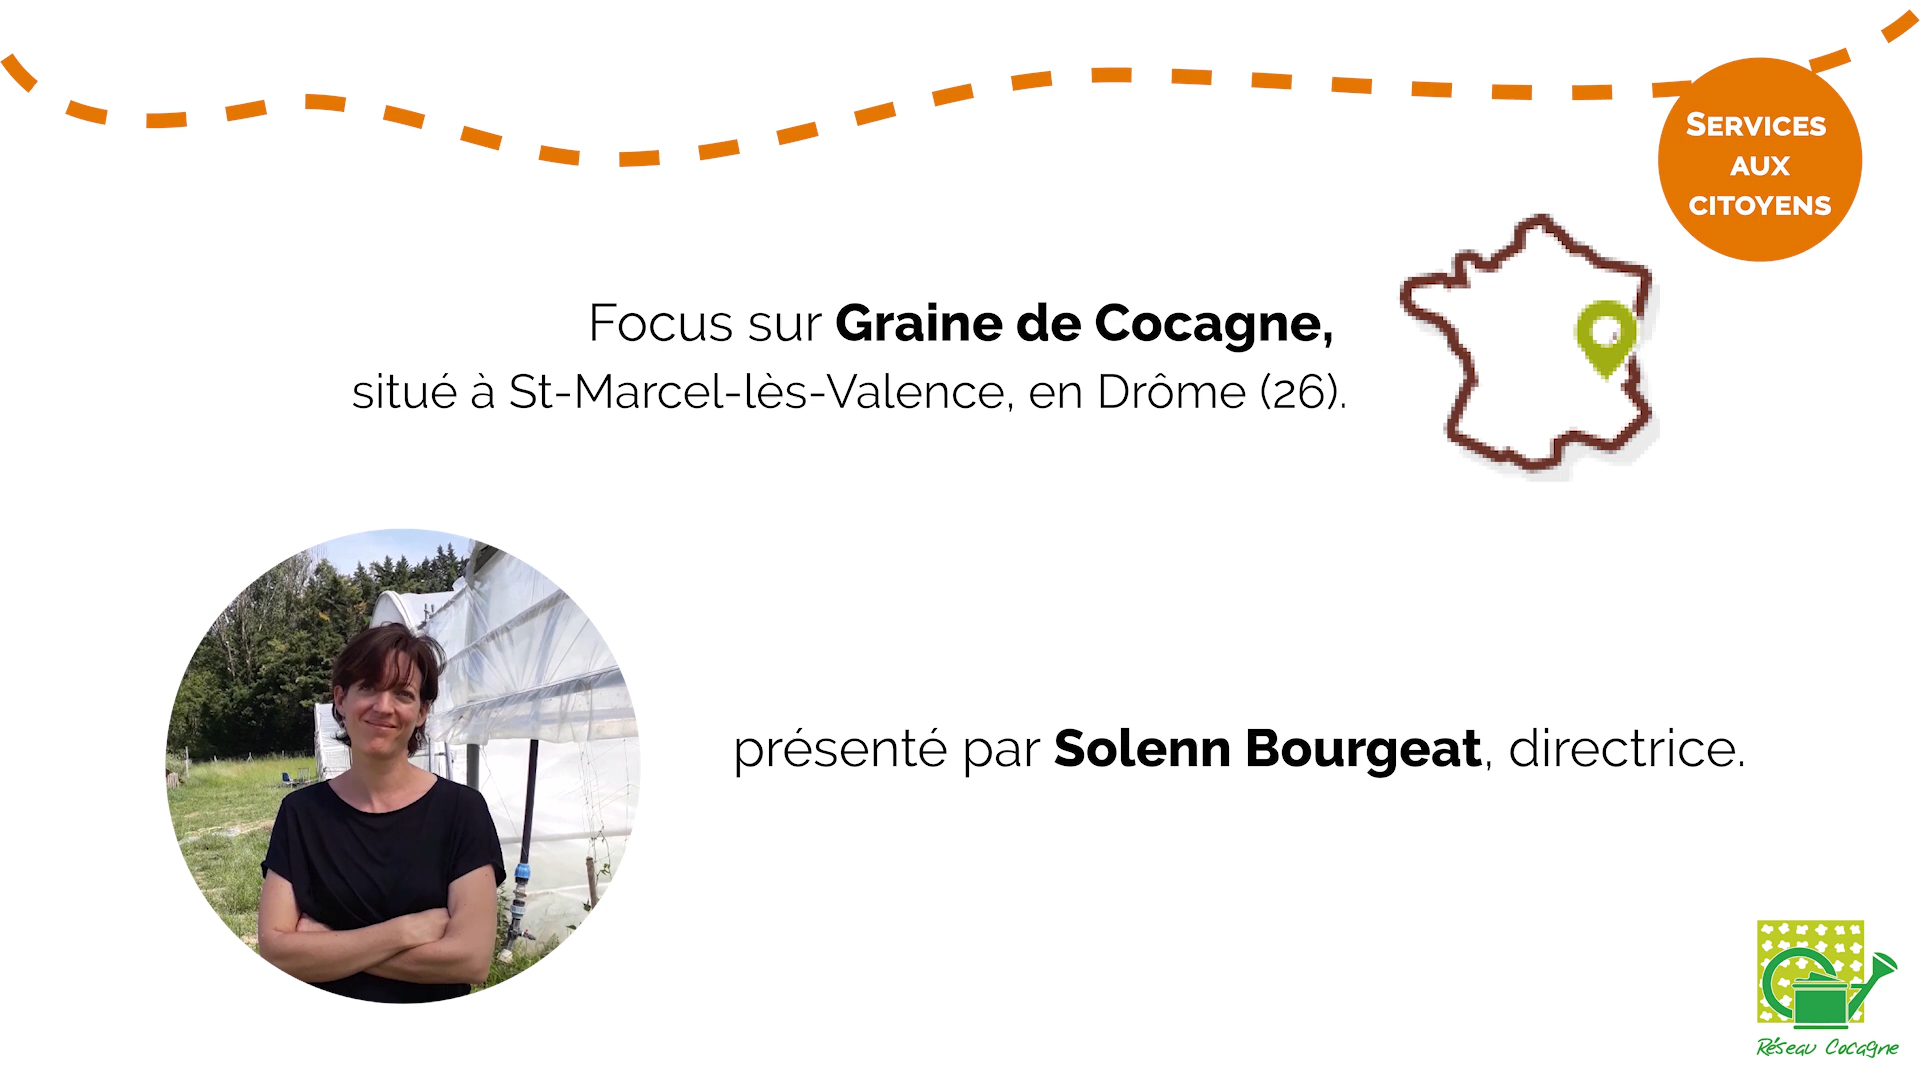 SERVICES
AUX
CITOYENS
Focus sur Graine de Cocagne,
situé à St-Marcel-lès-Valence, en Drôme (26).
présenté par Solenn Bourgeat, directrice.
Réseau Cocagne